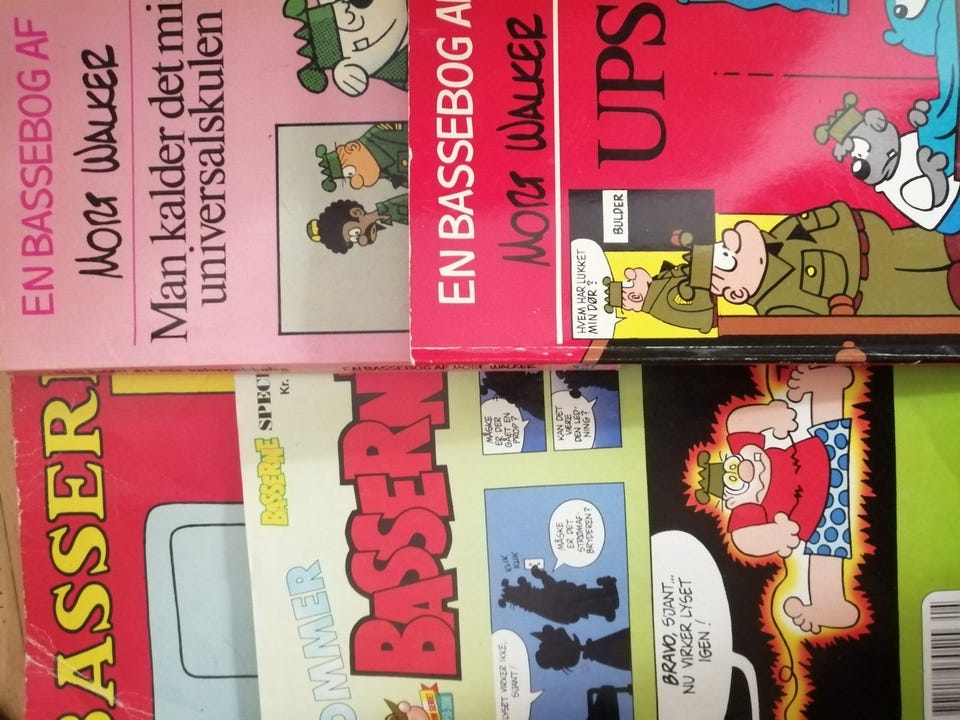 BASSER
BASSERNE SPECI
Kr.
OMMER
BASSERN
MÅSKE
ER DER
GÅET EN
PROP?
KAN DET
VÆRE
DEN LED-
NING?
LYSET VIRKER IKKE,
SJANT!
KLIK
KLIK
MÅSKE
ER DET
STRØMAF-
BRYDEREN?
BRAVO, SJANT...
NU VIRKER LYSET
IGEN!
EN BASSEBOG AF
MORT WALKER
Man kalder det mi
universalskulen
EN BASSEBOG AF MORT WALKER
EN BASSEBOG AF
MORT WALKER
UPS
HVEM HAR LUKKET
MIN DØR?
BULDER